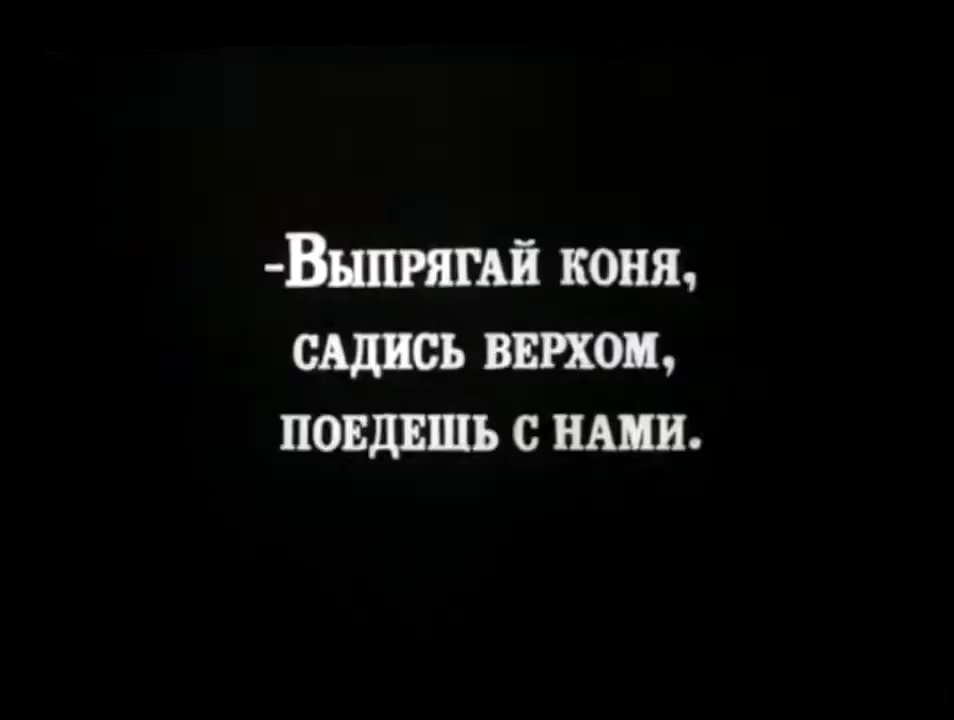 -Выпрягай коня,
садись верхом,
поедешь с нами.